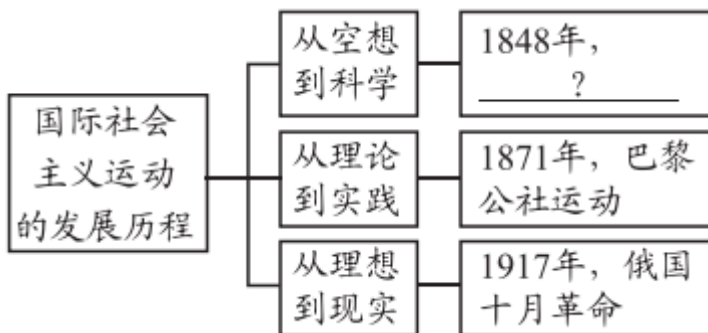 国际社会
主义运动
的发展历程
从空想
到科学
1848年，
?
从理论
到实践
1871年，巴黎
公社运动
从理想
到现实
1917年，俄国
十月革命